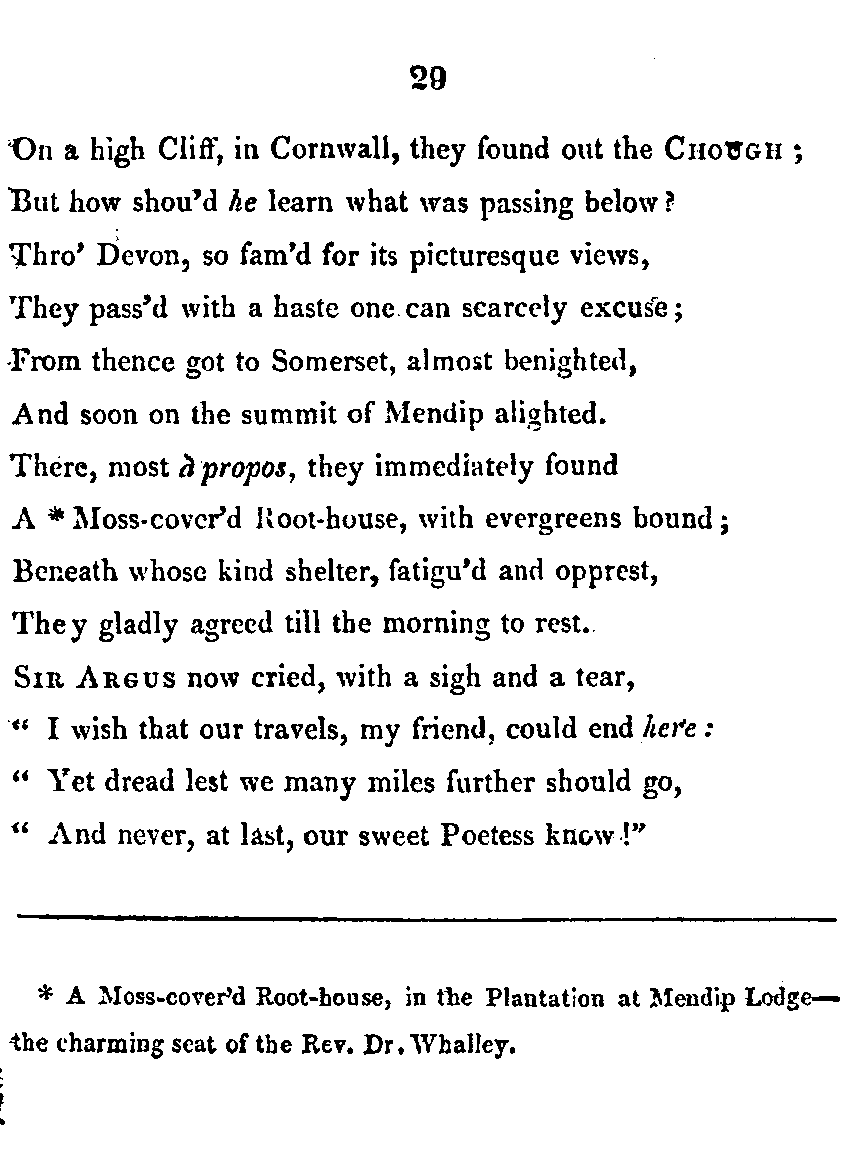 29
On a high Cliff, in Cornwall, they found out the CHOUGH ;
But how shou'd he learn what was passing below?
Thro' Devon, so fam'd for its picturesque views,
They pass'd with a haste one can scarcely excuse;
From thence got to Somerset, almost benighted,
And soon on the summit of Mendip alighted.
There, most à propos, they immediately found
A * Moss-cover'd Root-house, with evergreens bound;
Beneath whose kind shelter, fatigu'd and opprest,
They gladly agreed till the morning to rest.
SIR ARGUS now cried, with a sigh and a tear,
“ I wish that our travels, my friend, could end here :
“ Yet dread lest we many miles further should go,
“ And never, at last, our sweet Poetess know!”
* A Moss-cover'd Root-house, in the Plantation at Mendip Lodge—
the charming seat of the Rev. Dr. Whalley.